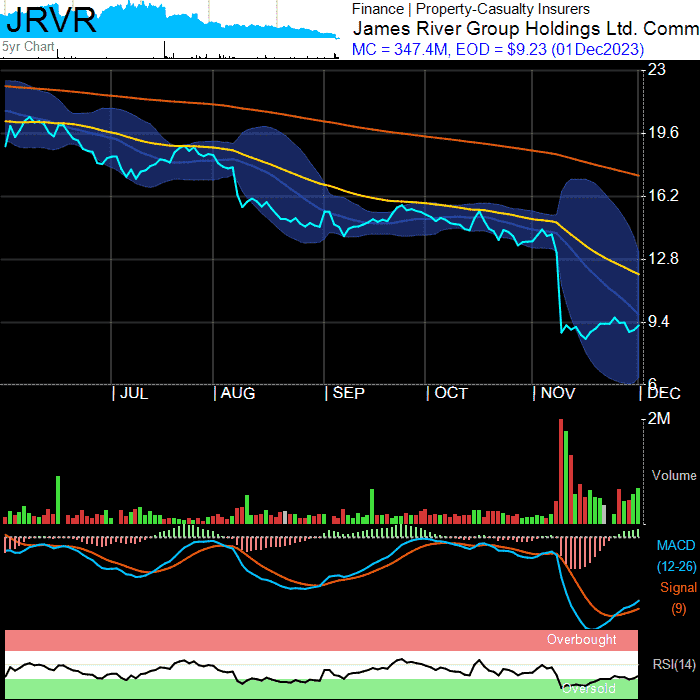 JRVR
5yr Chart
Finance | Property-Casualty Insurers
James River Group Holdings Ltd. Comm
MC = 347.4M, EOD = $9.23 (01Dec2023)
23
19.6
16.2
12.8
9.4
6
JUL
AUG
SEP
OCT
NOV
DEC
2M
Volume
MACD
(12-26)
Signal
(9)
Overbought
RSI(14)
Oversold